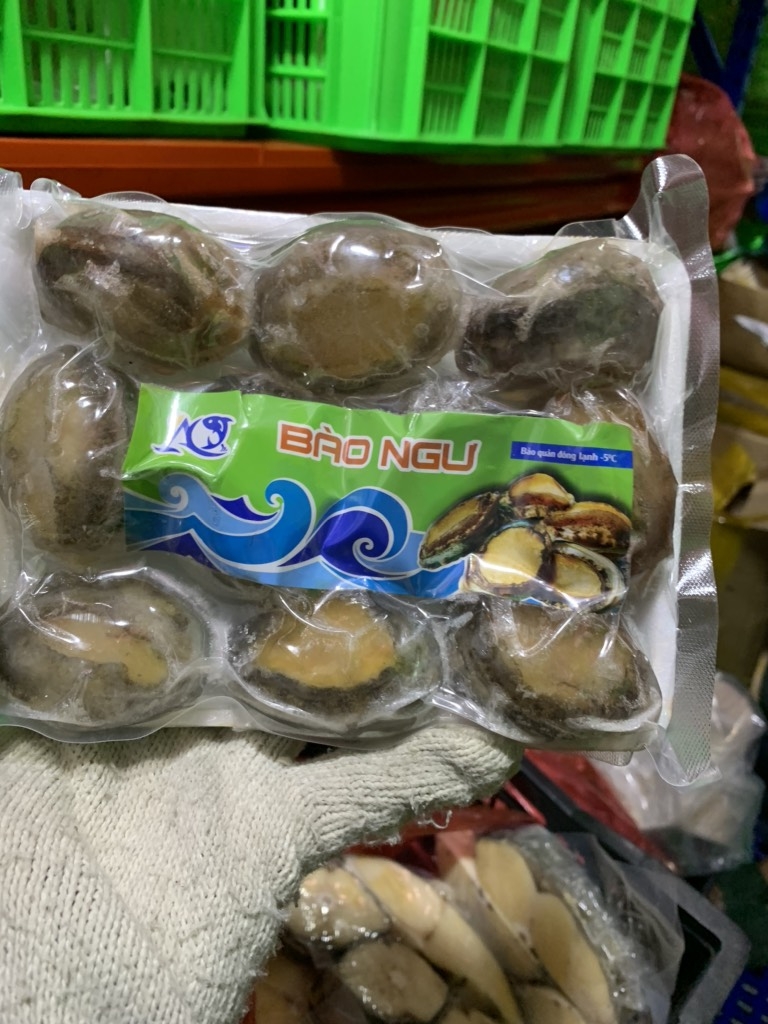 BÀO NGƯ
Bảo quản đông lạnh -5°C